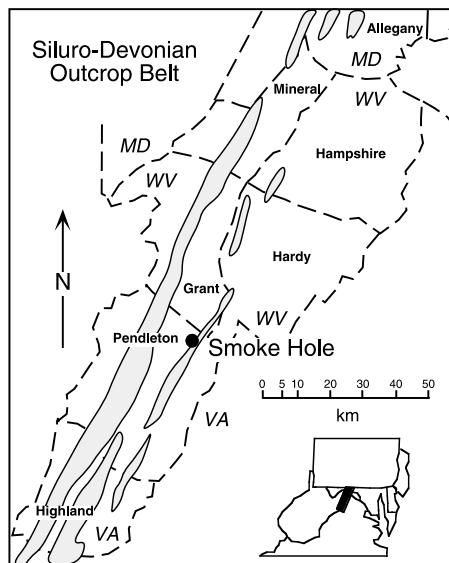 Siluro-Devonian
Outcrop Belt
Allegany
MD
Mineral
WV
MD
Hampshire
WV
N
Hardy
Grant
WV
Pendleton
Smoke Hole
VA
0 5 10 20 30 40 50
km
Highland
VA